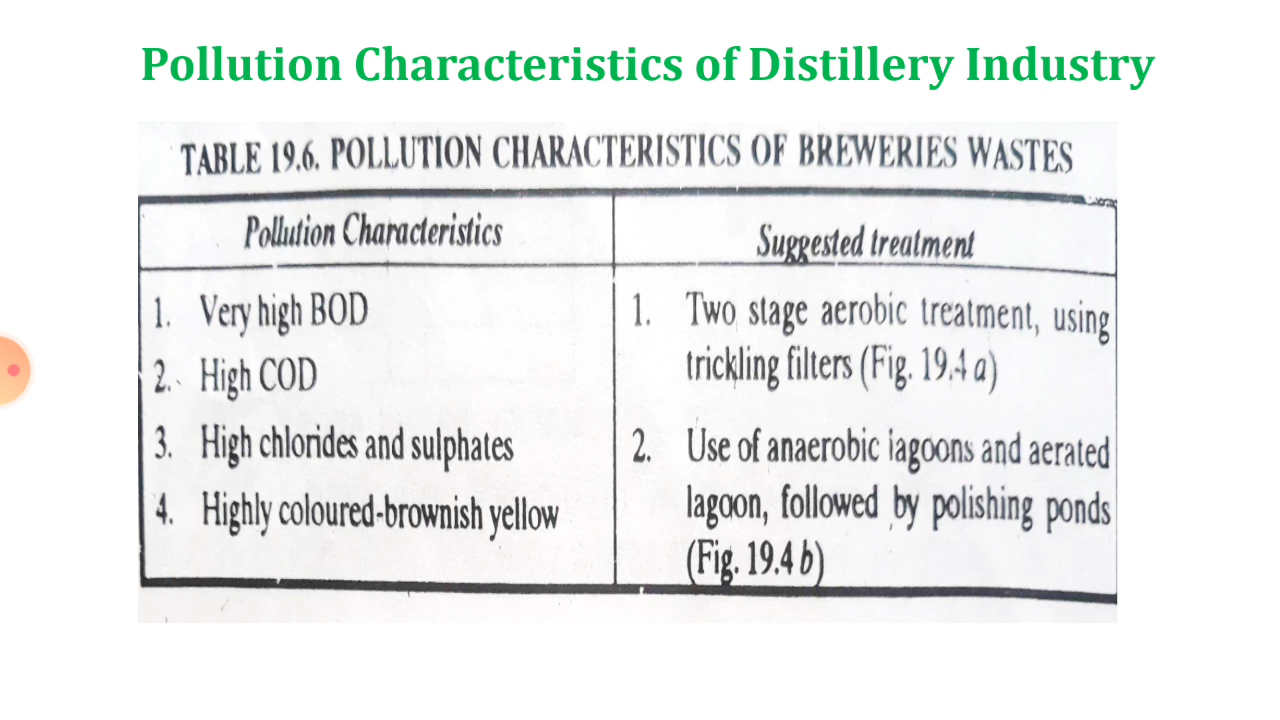 Pollution Characteristics of Distillery Industry
TABLE 19.6. POLLUTION CHARACTERISTICS OF BREWERIES WASTES
Pollution Characteristics
Suggested treatment
1. Very high BOD
2. High COD
3. High chlorides and sulphates
4. Highly coloured-brownish yellow
1. Two stage aerobic treatment, using
trickling filters (Fig. 19.4 a)
2. Use of anaerobic lagoons and aerated
lagoon, followed by polishing ponds
(Fig. 19.4 b)